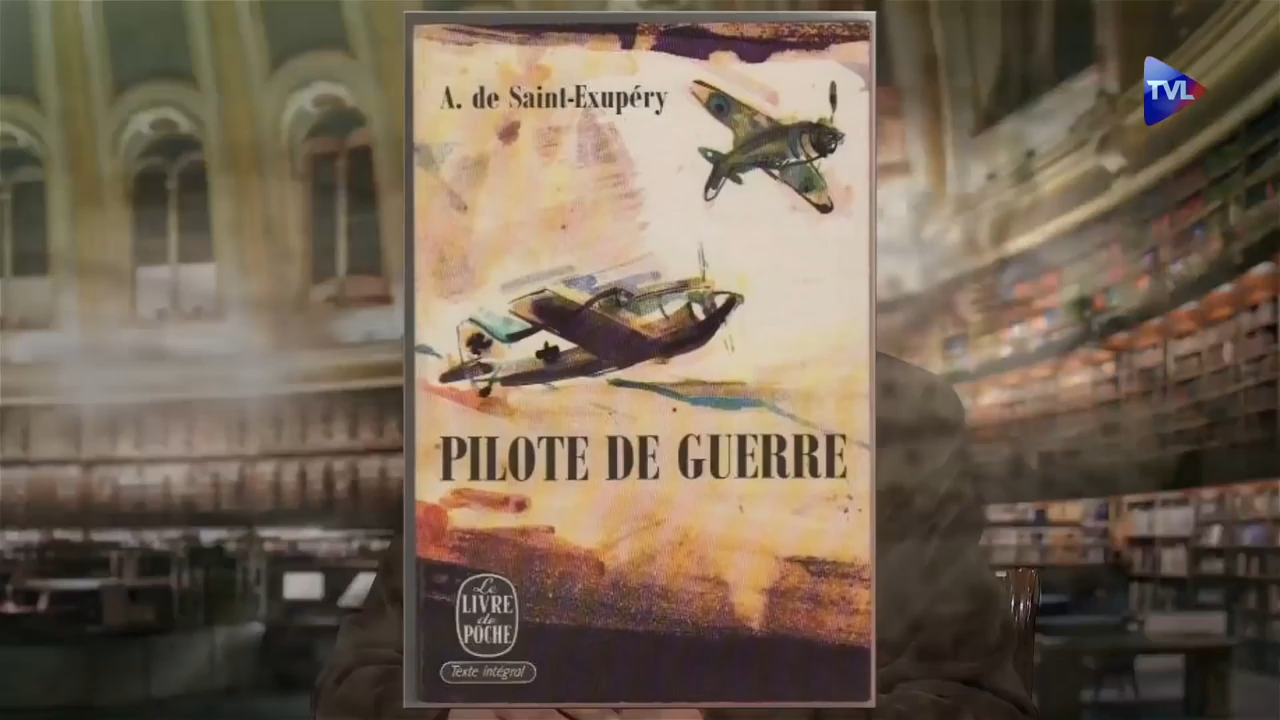 TVL
A. de Saint-Exupéry
PILOTE DE GUERRE
Le
LIVRE
de
POCHE
Texte intégral